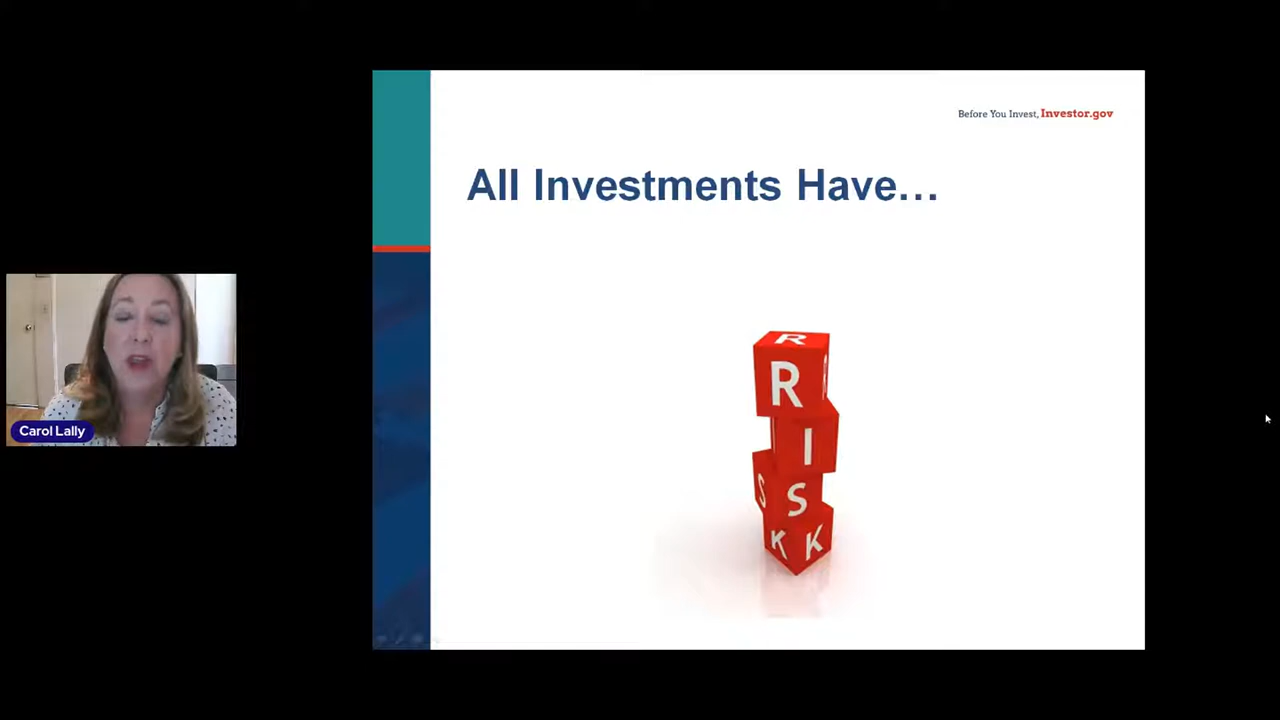 Before You Invest, Investor.gov
All Investments Have...
R
R
I
S
S
K
K
Carol Lally